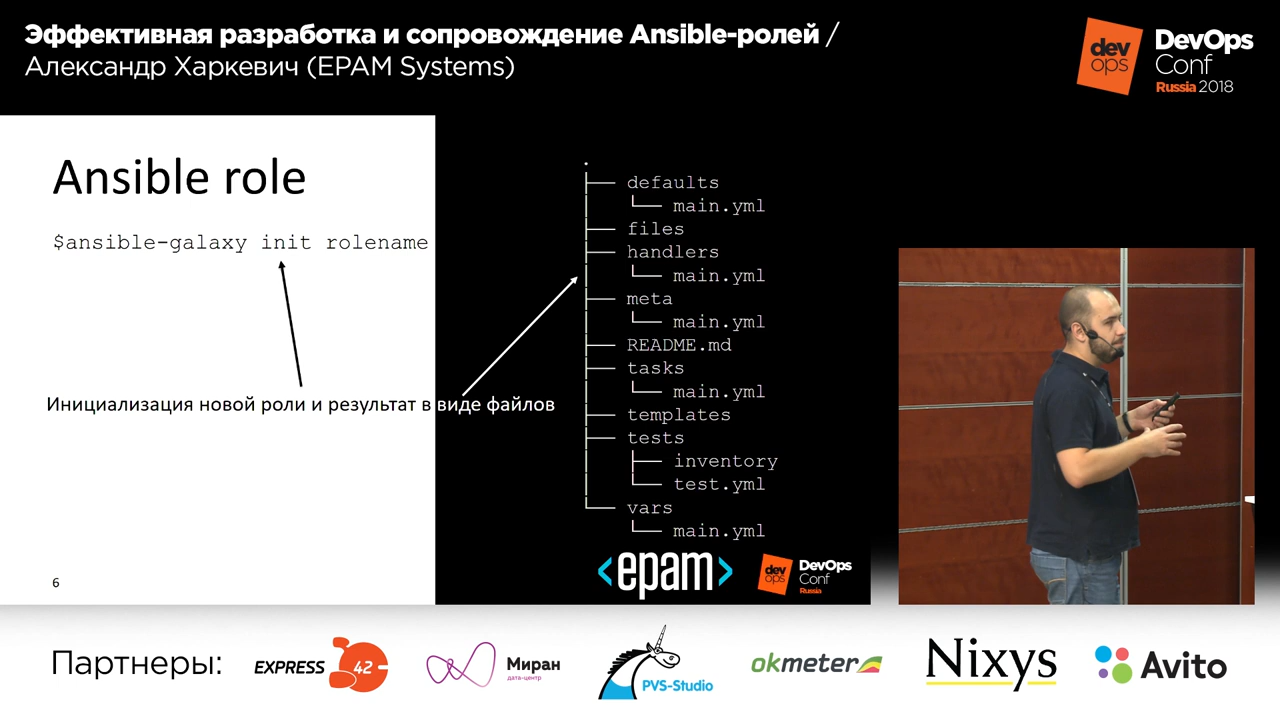 Эффективная разработка и сопровождение Ansible-ролей /
Александр Харкевич (EPAM Systems)
dev
ops
DevOps
Conf
Russia 2018
Ansible role
$ansible-galaxy init rolename
Инициализация новой роли и результат в виде файлов
.
├── defaults
│   └── main.yml
├── files
├── handlers
│   └── main.yml
├── meta
│   └── main.yml
├── README.md
├── tasks
│   └── main.yml
├── templates
├── tests
│   ├── inventory
│   └── test.yml
└── vars
    └── main.yml
6
<epam>
dev
ops
DevOps
Conf
Russia
Партнеры:
EXPRESS 42
Миран
дата-центр
PVS-Studio
okmeter
Nixys
Avito